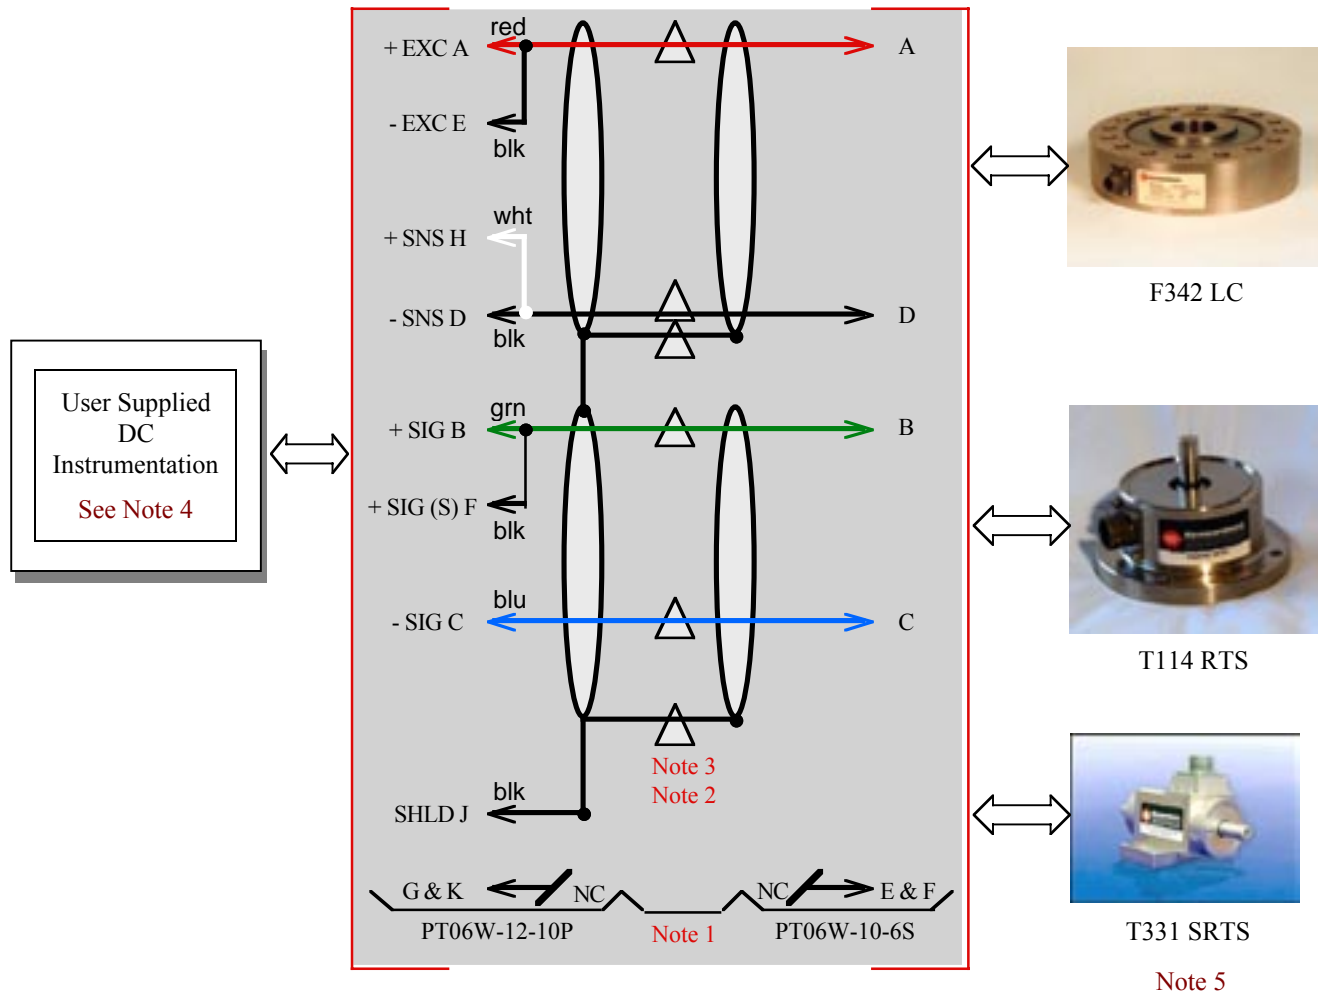 red
+ EXC A
A
- EXC E
blk
wht
+ SNS H
- SNS D
blk
D
grn
+ SIG B
B
+ SIG (S) F
blk
blu
- SIG C
C
Note 3
Note 2
blk
SHLD J
G & K
NC
NC
E & F
PT06W-12-10P
Note 1
PT06W-10-6S
User Supplied
DC
Instrumentation
See Note 4
F342 LC
T114 RTS
T331 SRTS
Note 5